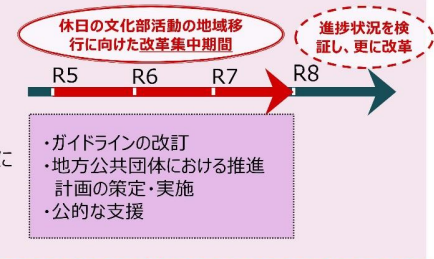 休日の文化部活動の地域移
行に向けた改革集中期間
進捗状況を検
証し、更に改革
R5 R6 R7 R8
に
・ガイドラインの改訂
・地方公共団体における推進
計画の策定・実施
・公的な支援